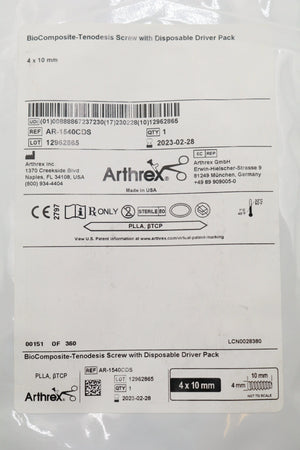 BioComposite-Tenodesis Screw with Disposable Driver Pack
4 x 10 mm
UDI (01)00888867237230(17)230228(10)12962865
REF AR-1540CDS QTY 1
LOT 12962865 2023-02-28
Arthrex Inc
1370 Creekside Blvd
Naples, FL 34108, USA
(800) 934-4404
Arthrex
Made in USA
EC REP Arthrex GmbH
Erwin-Hielscher-Strasse 9
81249 München, Germany
+49 89 909005-0
2797 Rx ONLY STERILE EO
PLLA, βTCP
View U.S. Patent information at www.arthrex.com/virtual-patent-marking
00151 OF 360 LCN0028380
BioComposite-Tenodesis Screw with Disposable Driver Pack
PLLA, βTCP
Arthrex
REF AR-1540CDS
LOT 12962865
QTY 1
2023-02-28
4 x 10 mm
10 mm
4 mm
NOT TO SCALE